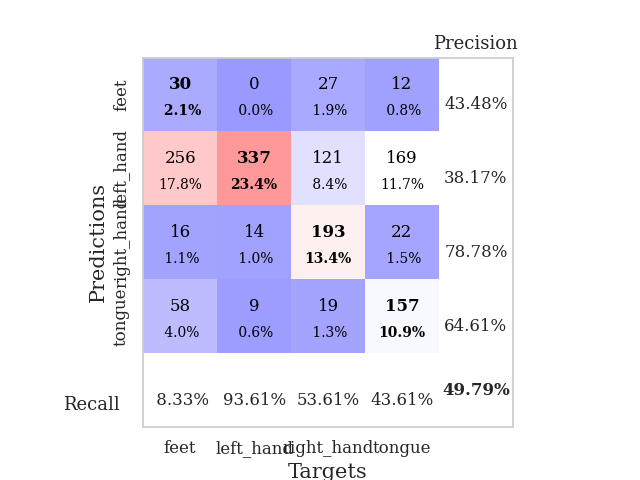 Precision
feet 30 0 27 12 43.48%
2.1% 0.0% 1.9% 0.8%
left_hand 256 337 121 169 38.17%
17.8% 23.4% 8.4% 11.7%
right_hand 16 14 193 22 78.78%
1.1% 1.0% 13.4% 1.5%
tongue 58 9 19 157 64.61%
4.0% 0.6% 1.3% 10.9%
Predictions
Recall 8.33% 93.61% 53.61% 43.61% 49.79%
feet left_hand right_hand tongue
Targets